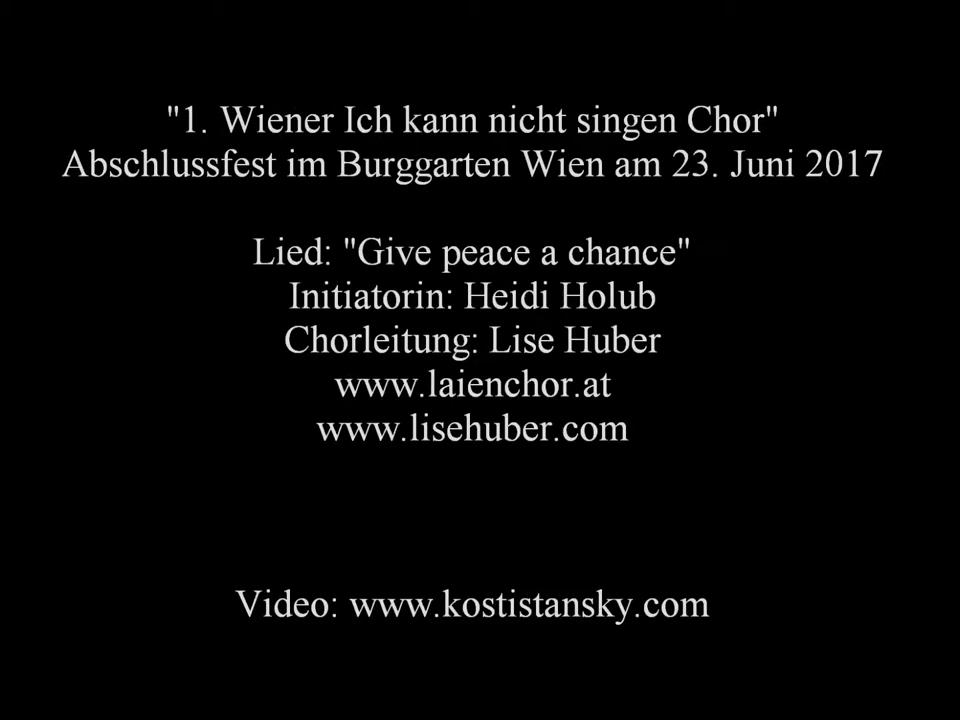 "1. Wiener Ich kann nicht singen Chor"
Abschlussfest im Burggarten Wien am 23. Juni 2017
Lied: "Give peace a chance"
Initiatorin: Heidi Holub
Chorleitung: Lise Huber
www.laienchor.at
www.lisehuber.com
Video: www.kostistansky.com